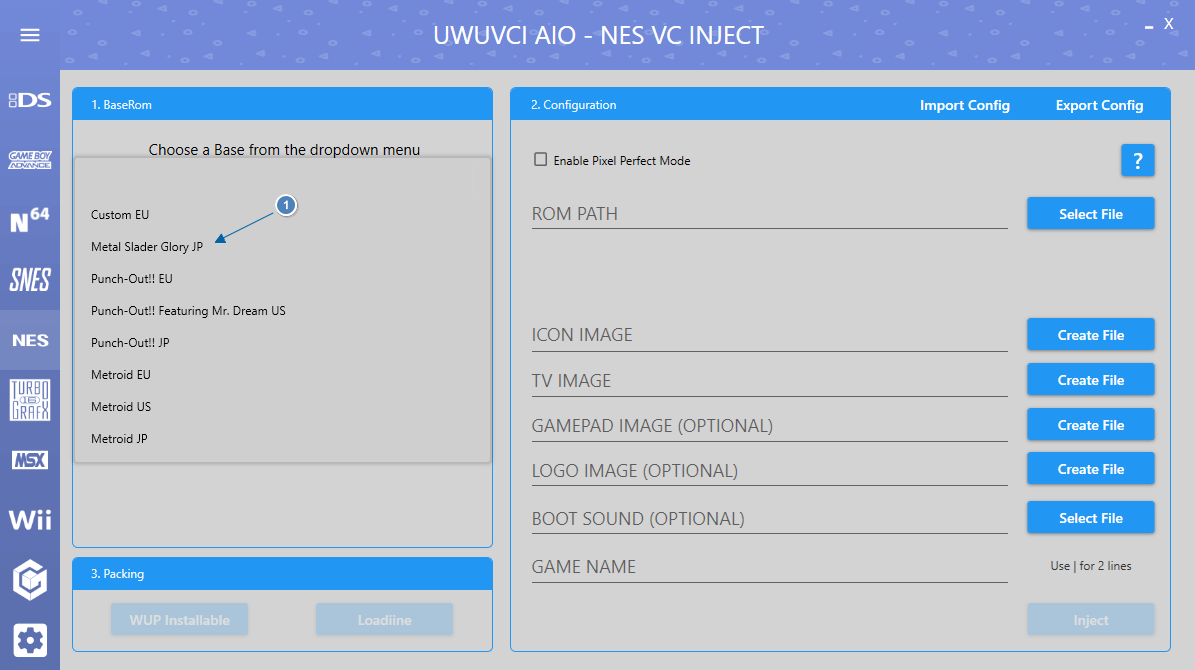 UWUVCI AIO - NES VC INJECT
X
DS
GAME BOY
ADVANCE
N64
SNES
NES
TURBO
16
GRAFX
MSX
Wii
1. BaseRom
Choose a Base from the dropdown menu
Custom EU
1
Metal Slader Glory JP
Punch-Out!! EU
Punch-Out!! Featuring Mr. Dream US
Punch-Out!! JP
Metroid EU
Metroid US
Metroid JP
3. Packing
WUP Installable
Loadiine
2. Configuration
Import Config
Export Config
Enable Pixel Perfect Mode
?
ROM PATH
Select File
ICON IMAGE
Create File
TV IMAGE
Create File
GAMEPAD IMAGE (OPTIONAL)
Create File
LOGO IMAGE (OPTIONAL)
Create File
BOOT SOUND (OPTIONAL)
Select File
GAME NAME
Use | for 2 lines
Inject